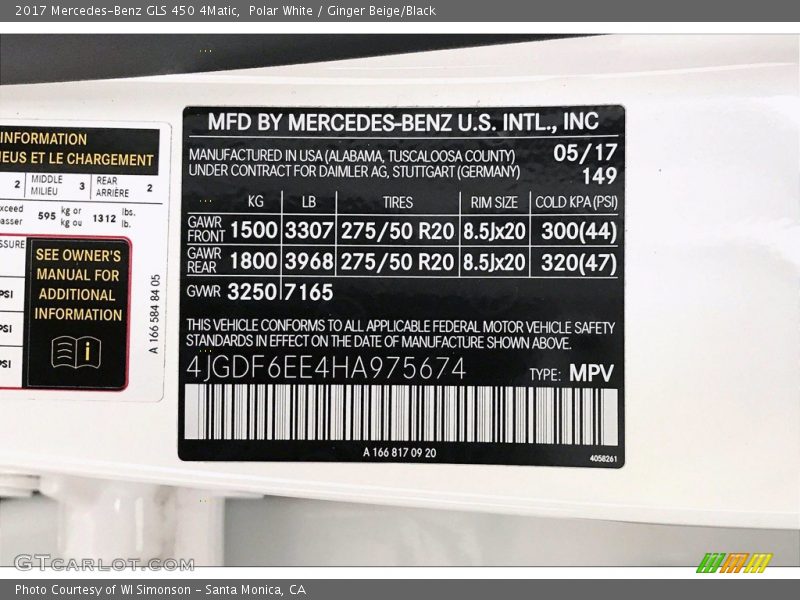 2017 Mercedes-Benz GLS 450 4Matic,  Polar White / Ginger Beige/Black
INFORMATION
NEUS ET LE CHARGEMENT
2 MIDDLE MILIEU 3 REAR ARRIÈRE 2
595 kg or kg ou 1312 lbs. lb.
PSI
PSI
PSI
SEE OWNER'S
MANUAL FOR
ADDITIONAL
INFORMATION
A 166 584 84 05
MFD BY MERCEDES-BENZ U.S. INTL., INC
MANUFACTURED IN USA (ALABAMA, TUSCALOOSA COUNTY) 05/17
UNDER CONTRACT FOR DAIMLER AG, STUTTGART (GERMANY) 149
KG LB TIRES RIM SIZE COLD KPA (PSI)
GAWR FRONT 1500 3307 275/50 R20 8.5Jx20 300(44)
GAWR REAR 1800 3968 275/50 R20 8.5Jx20 320(47)
GVWR 3250 7165
THIS VEHICLE CONFORMS TO ALL APPLICABLE FEDERAL MOTOR VEHICLE SAFETY
STANDARDS IN EFFECT ON THE DATE OF MANUFACTURE SHOWN ABOVE.
4JGDF6EE4HA975674 TYPE: MPV
A 166 817 09 20
4058261
GTCARLOT.COM
Photo Courtesy of WI Simonson - Santa Monica, CA